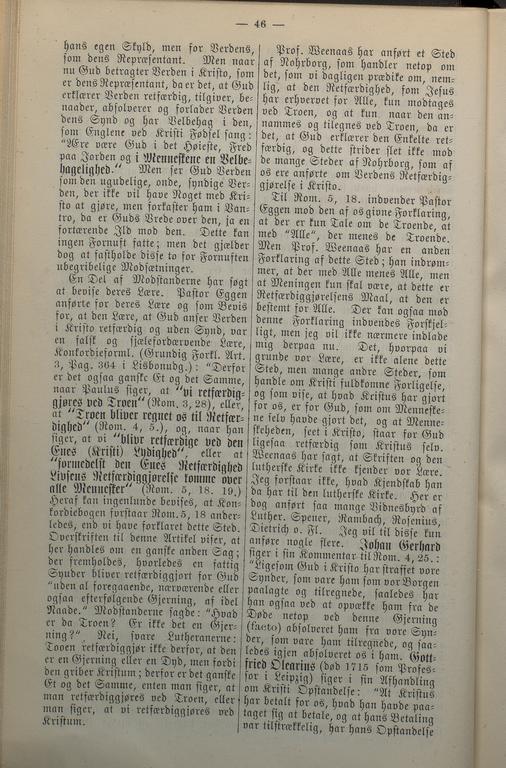 — 46 —
hans egen Skyld, men for Verdens,
som dens Repræsentant. Men naar
nu Gud betragter Verden i Kristo, som
er dens Repræsentant, da er det, at Gud
erklærer Verden retfærdig, tilgiver, be-
naader, absolverer og forlader Verden
dens Synd og har Velbehag i den,
som Englene ved Kristi Fødsel sang:
"Ære være Gud i det Høieste, Fred
paa Jorden og i Menneskene en Velbe-
hagelighed." Men ser Gud Verden
som den ugudelige, onde, syndige Ver-
den, der ikke vil have Noget med Kri-
sto at gjøre, men forkaster ham i Van-
tro, da er Guds Vrede over den, ja en
fortærende Ild mod den. Dette kan
ingen Fornuft fatte; men det gjælder
dog at fastholde disse to for Fornuften
ubegribelige Modsætninger.
En Del af Modstanderne har søgt
at bevise deres Lære. Pastor Eggen
anførte for deres Lære og som Bevis
for, at den Lære, at Gud anser Verden
i Kristo retfærdig og uden Synd, var
en falsk og sjælefordærvende Lære,
Konkordieforml. (Grundig Forkl. Art.
3, Pag. 364 i Lisbonudg.): "Derfor
er det ogsaa ganske Et og det Samme,
naar Paulus siger, at "vi retfærdig-
gjøres ved Troen" (Rom. 3, 28), eller,
at "Troen bliver regnet os til Retfær-
dighed" (Rom. 4, 5.), og, naar han
siger, at vi "blive retfærdige ved den
Enes (Kristi) Lydighed", eller at
"formedelst den Enes Retfærdighed
Livsens Retfærdiggjørelse komme over
alle Mennesker" (Rom. 5, 18. 19.)
Heraf kan ingenlunde bevises, at Kon-
kordiebogen forstaar Rom. 5, 18 ander-
ledes, end vi have forklaret dette Sted.
Overskriften til denne Artikel viser, at
her handles om en ganske anden Sag;
der fremholdes, hvorledes en fattig
Synder bliver retfærdiggjort for Gud
"uden al foregaaende, nærværende eller
ogsaa efterfølgende Gjerning, af idel
Naade." Modstanderne sagde: "Hvad
er da Troen? Er ikke det en Gjer-
ning?" Nei, svare Lutheranerne:
Troen retfærdiggjør ikke derfor, at den
er en Gjerning eller en Dyd, men fordi
den griber Kristum; derfor er det ganske
Et og det Samme, enten man siger, at
man retfærdiggjøres ved Troen, eller
man siger, at vi retfærdiggjøres ved
Kristum.
Prof. Weenaas har anført et Sted
af Rohrborg, som handler netop om
det, som vi dagligen prædike om, nem-
lig, at den Retfærdighed, som Jesus
har erhvervet for Alle, kun modtages
ved Troen, og at kun naar den an-
nammes og tilegnes ved Troen, da er
det, at Gud erklærer den Enkelte ret-
færdig, og dette strider slet ikke mod
de mange Steder af Rohrborg, som af
os ere anførte om Verdens Retfærdig-
gjørelse i Kristo.
Til Rom. 5, 18. indvender Pastor
Eggen mod den af os givne Forklaring,
at der er kun Tale om de Troende, at
med "Alle", der menes de Troende.
Men Prof. Weenaas har en anden
Forklaring af dette Sted; han indrøm-
mer, at der med Alle menes Alle, men
at Meningen kun skal være, at dette er
Retfærdiggjørelsens Maal, at den er
bestemt for Alle. Der kan ogsaa mod
denne Forklaring indvendes Forskjel-
ligt, men jeg vil ikke nærmere indlade
mig derpaa nu. Det, hvorpaa vi
grunde vor Lære, er ikke alene dette
Sted, men mange andre Steder, som
handle om Kristi fuldkomne Forligelse,
og som vise, at hvad Kristus har gjort
for os, er for Gud, som om Menneske-
ne selv havde gjort det, og at Menne-
skeheden, seet i Kristo, staar for Gud
ligesaa retfærdig som Kristus selv.
Weenaas har sagt, at Skriften og den
lutherske Kirke ikke kjender vor Lære.
Jeg forstaar ikke, hvad Kjendskab han
da har til den lutherske Kirke. Her er
dog anført saa mange Vidnesbyrd af
Luther, Spener, Rambach, Rosenius,
Dietrich o. Fl. Jeg vil til disse kun
anføre nogle flere. Johan Gerhard
siger i sin Kommentar til Rom. 4, 25.:
"Ligesom Gud i Kristo har straffet vore
Synder, som vare ham som vor Borgen
paalagte og tilregnede, saaledes har
han ogsaa ved at opvække ham fra de
Døde netop ved denne Gjerning
(facto) absolveret ham fra vore Syn-
der, som vare ham tilregnede, og saa-
ledes igjen absolveret os i ham. Gott-
fried Olearius (død 1715 som Profes-
sor i Leipzig) siger i sin Afhandling
om Kristi Opstandelse: "At Kristus
har betalt for os, hvad han havde paa-
taget sig at betale, og at hans Betaling
var tilstrækkelig, har hans Opstandelse